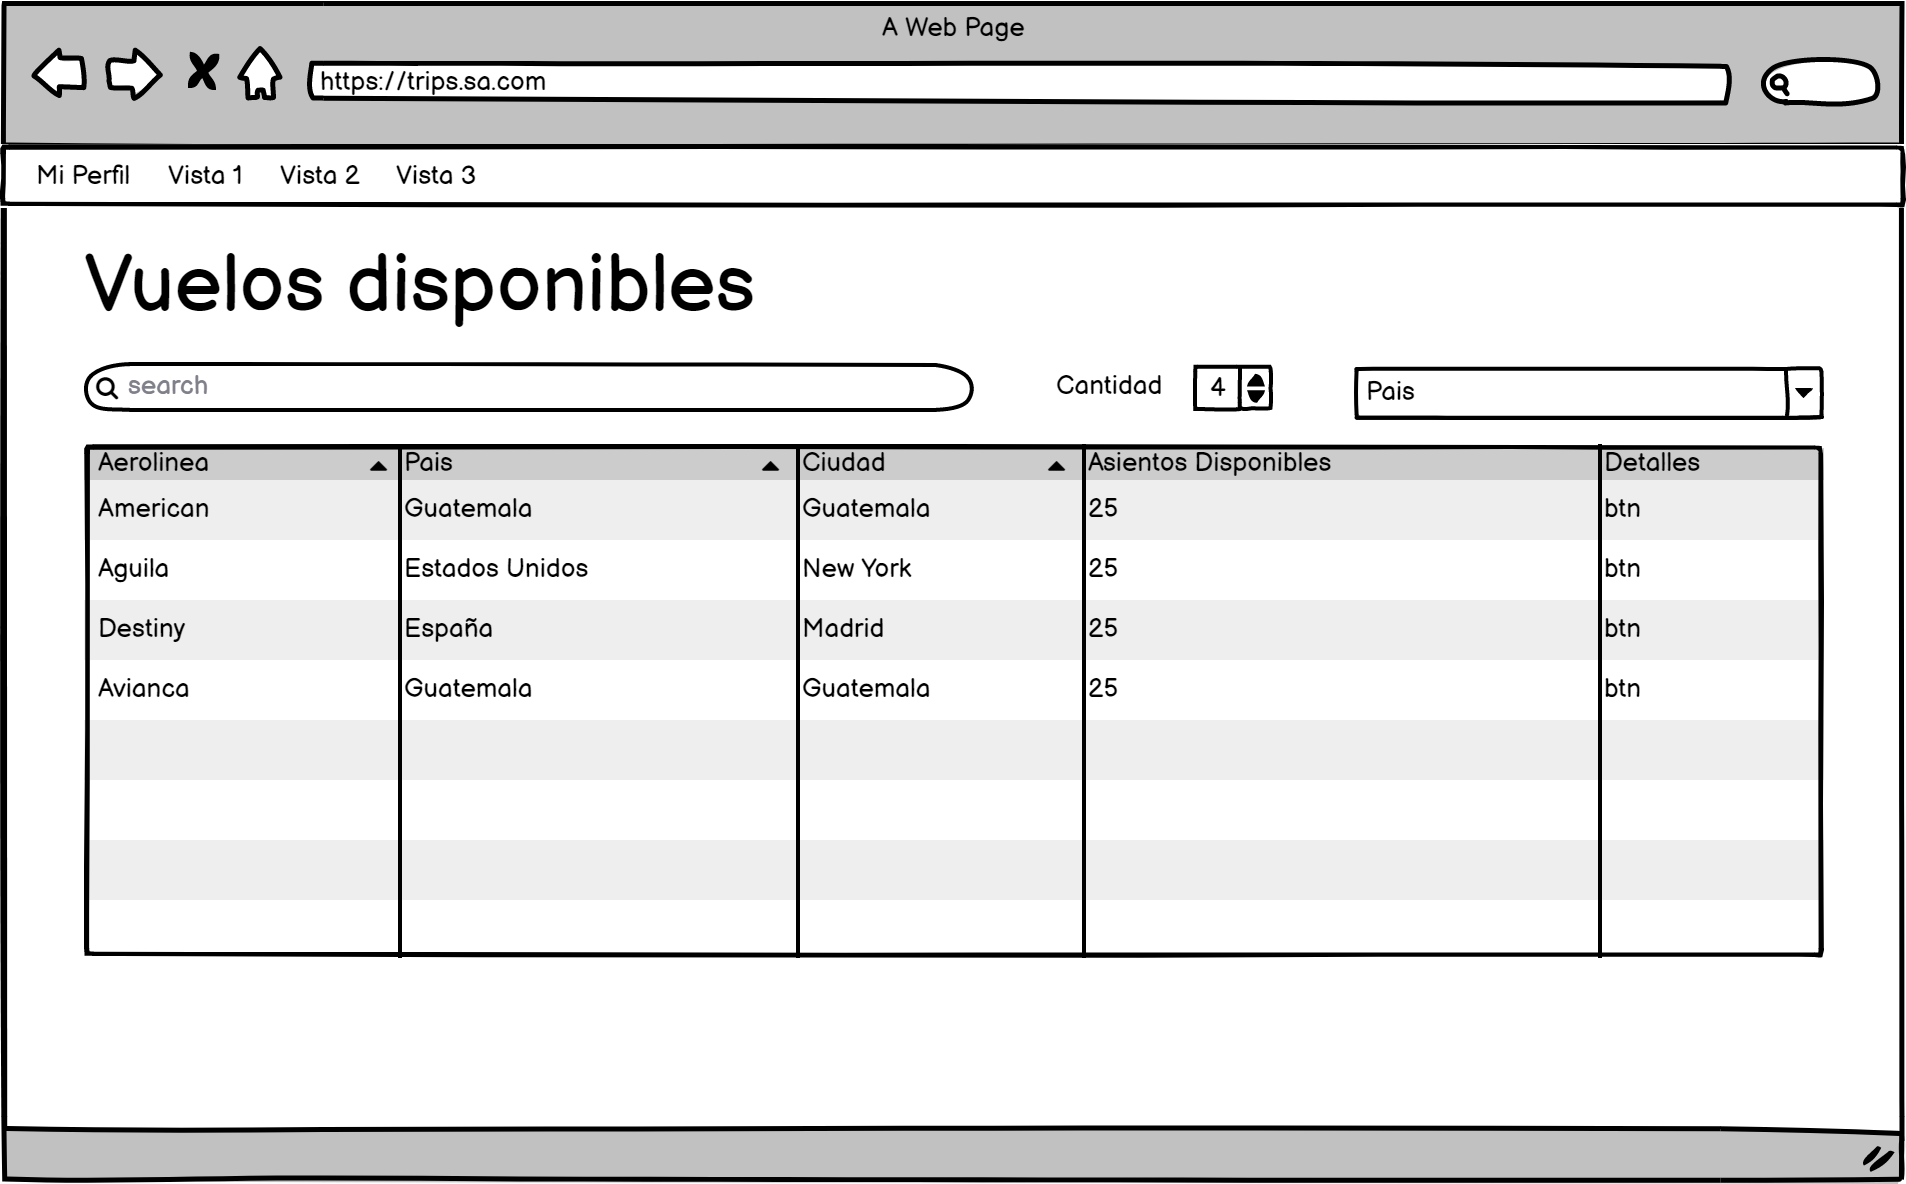 A Web Page
https://trips.sa.com
Mi Perfil Vista 1 Vista 2 Vista 3
Vuelos disponibles
search Cantidad 4 Pais
Aerolinea Pais Ciudad Asientos Disponibles Detalles
American Guatemala Guatemala 25 btn
Aguila Estados Unidos New York 25 btn
Destiny España Madrid 25 btn
Avianca Guatemala Guatemala 25 btn